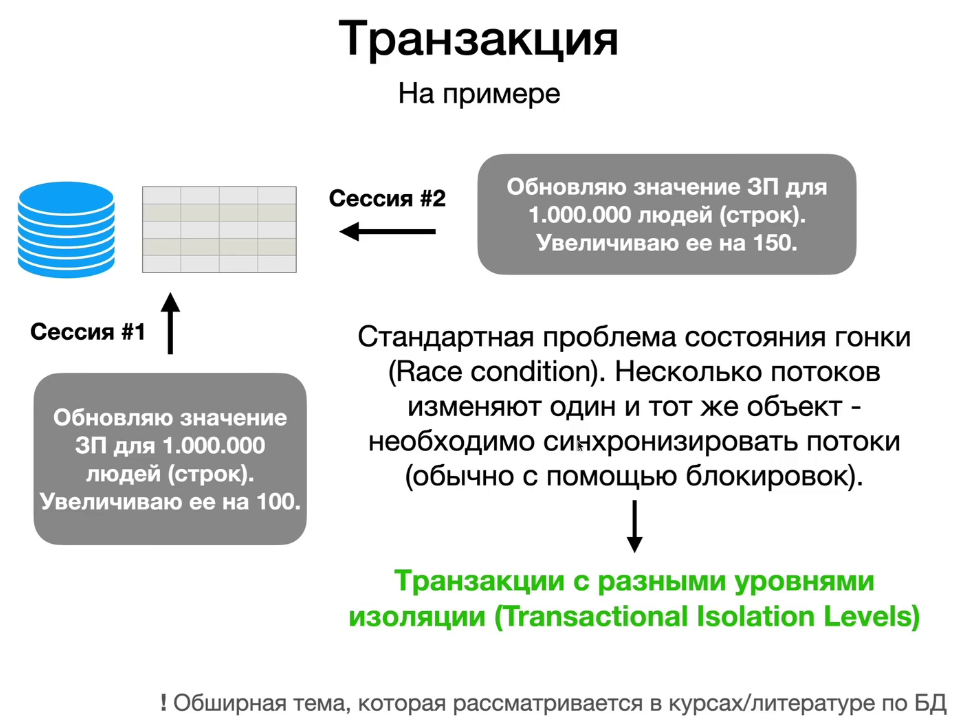 Транзакция
На примере
Сессия #2
Обновляю значение ЗП для
1.000.000 людей (строк).
Увеличиваю ее на 150.
Сессия #1
Обновляю значение
ЗП для 1.000.000
людей (строк).
Увеличиваю ее на 100.
Стандартная проблема состояния гонки
(Race condition). Несколько потоков
изменяют один и тот же объект -
необходимо синхронизировать потоки
(обычно с помощью блокировок).
Транзакции с разными уровнями
изоляции (Transactional Isolation Levels)
! Обширная тема, которая рассматривается в курсах/литературе по БД